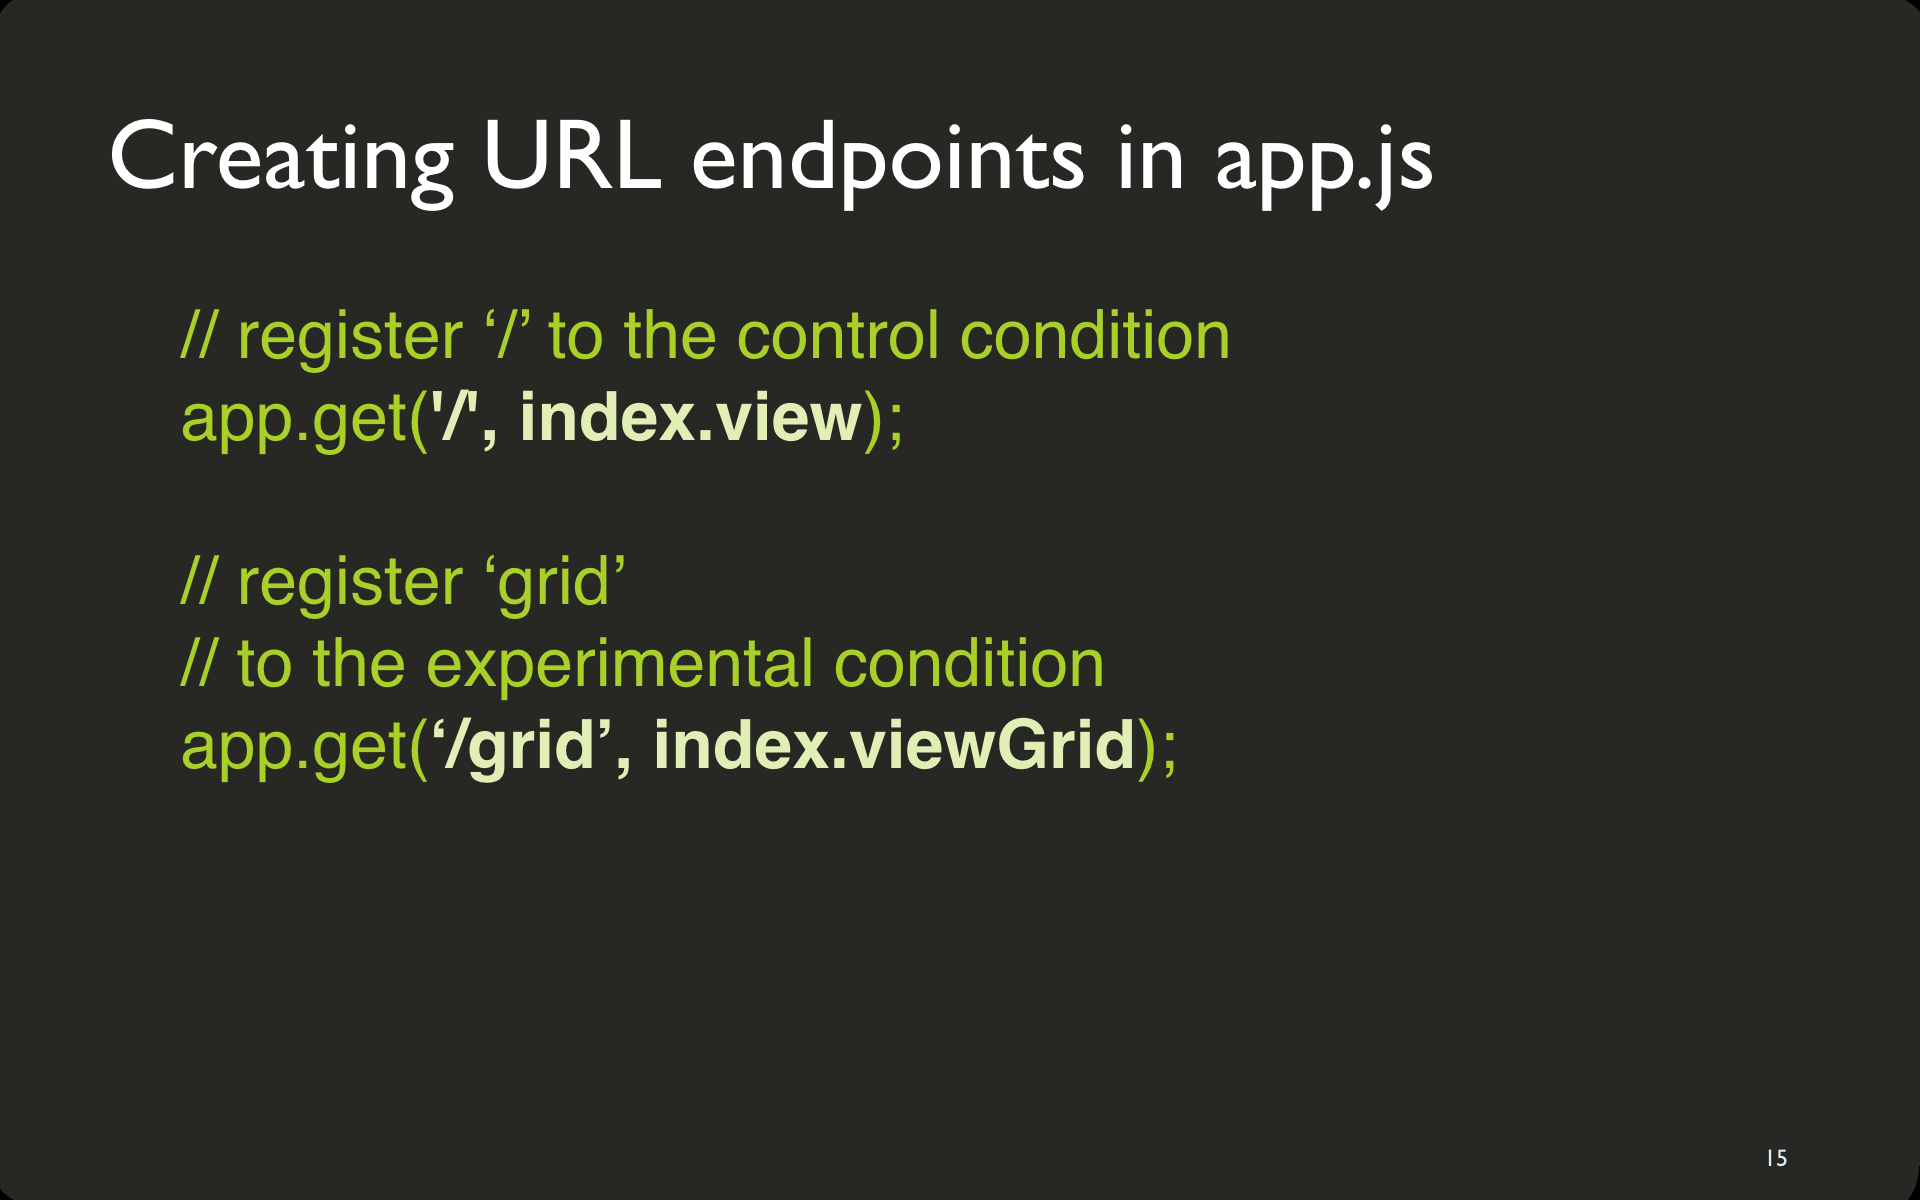 Creating URL endpoints in app.js
// register ‘/’ to the control condition
app.get('/', index.view);
// register ‘grid’
// to the experimental condition
app.get(‘/grid’, index.viewGrid);
15